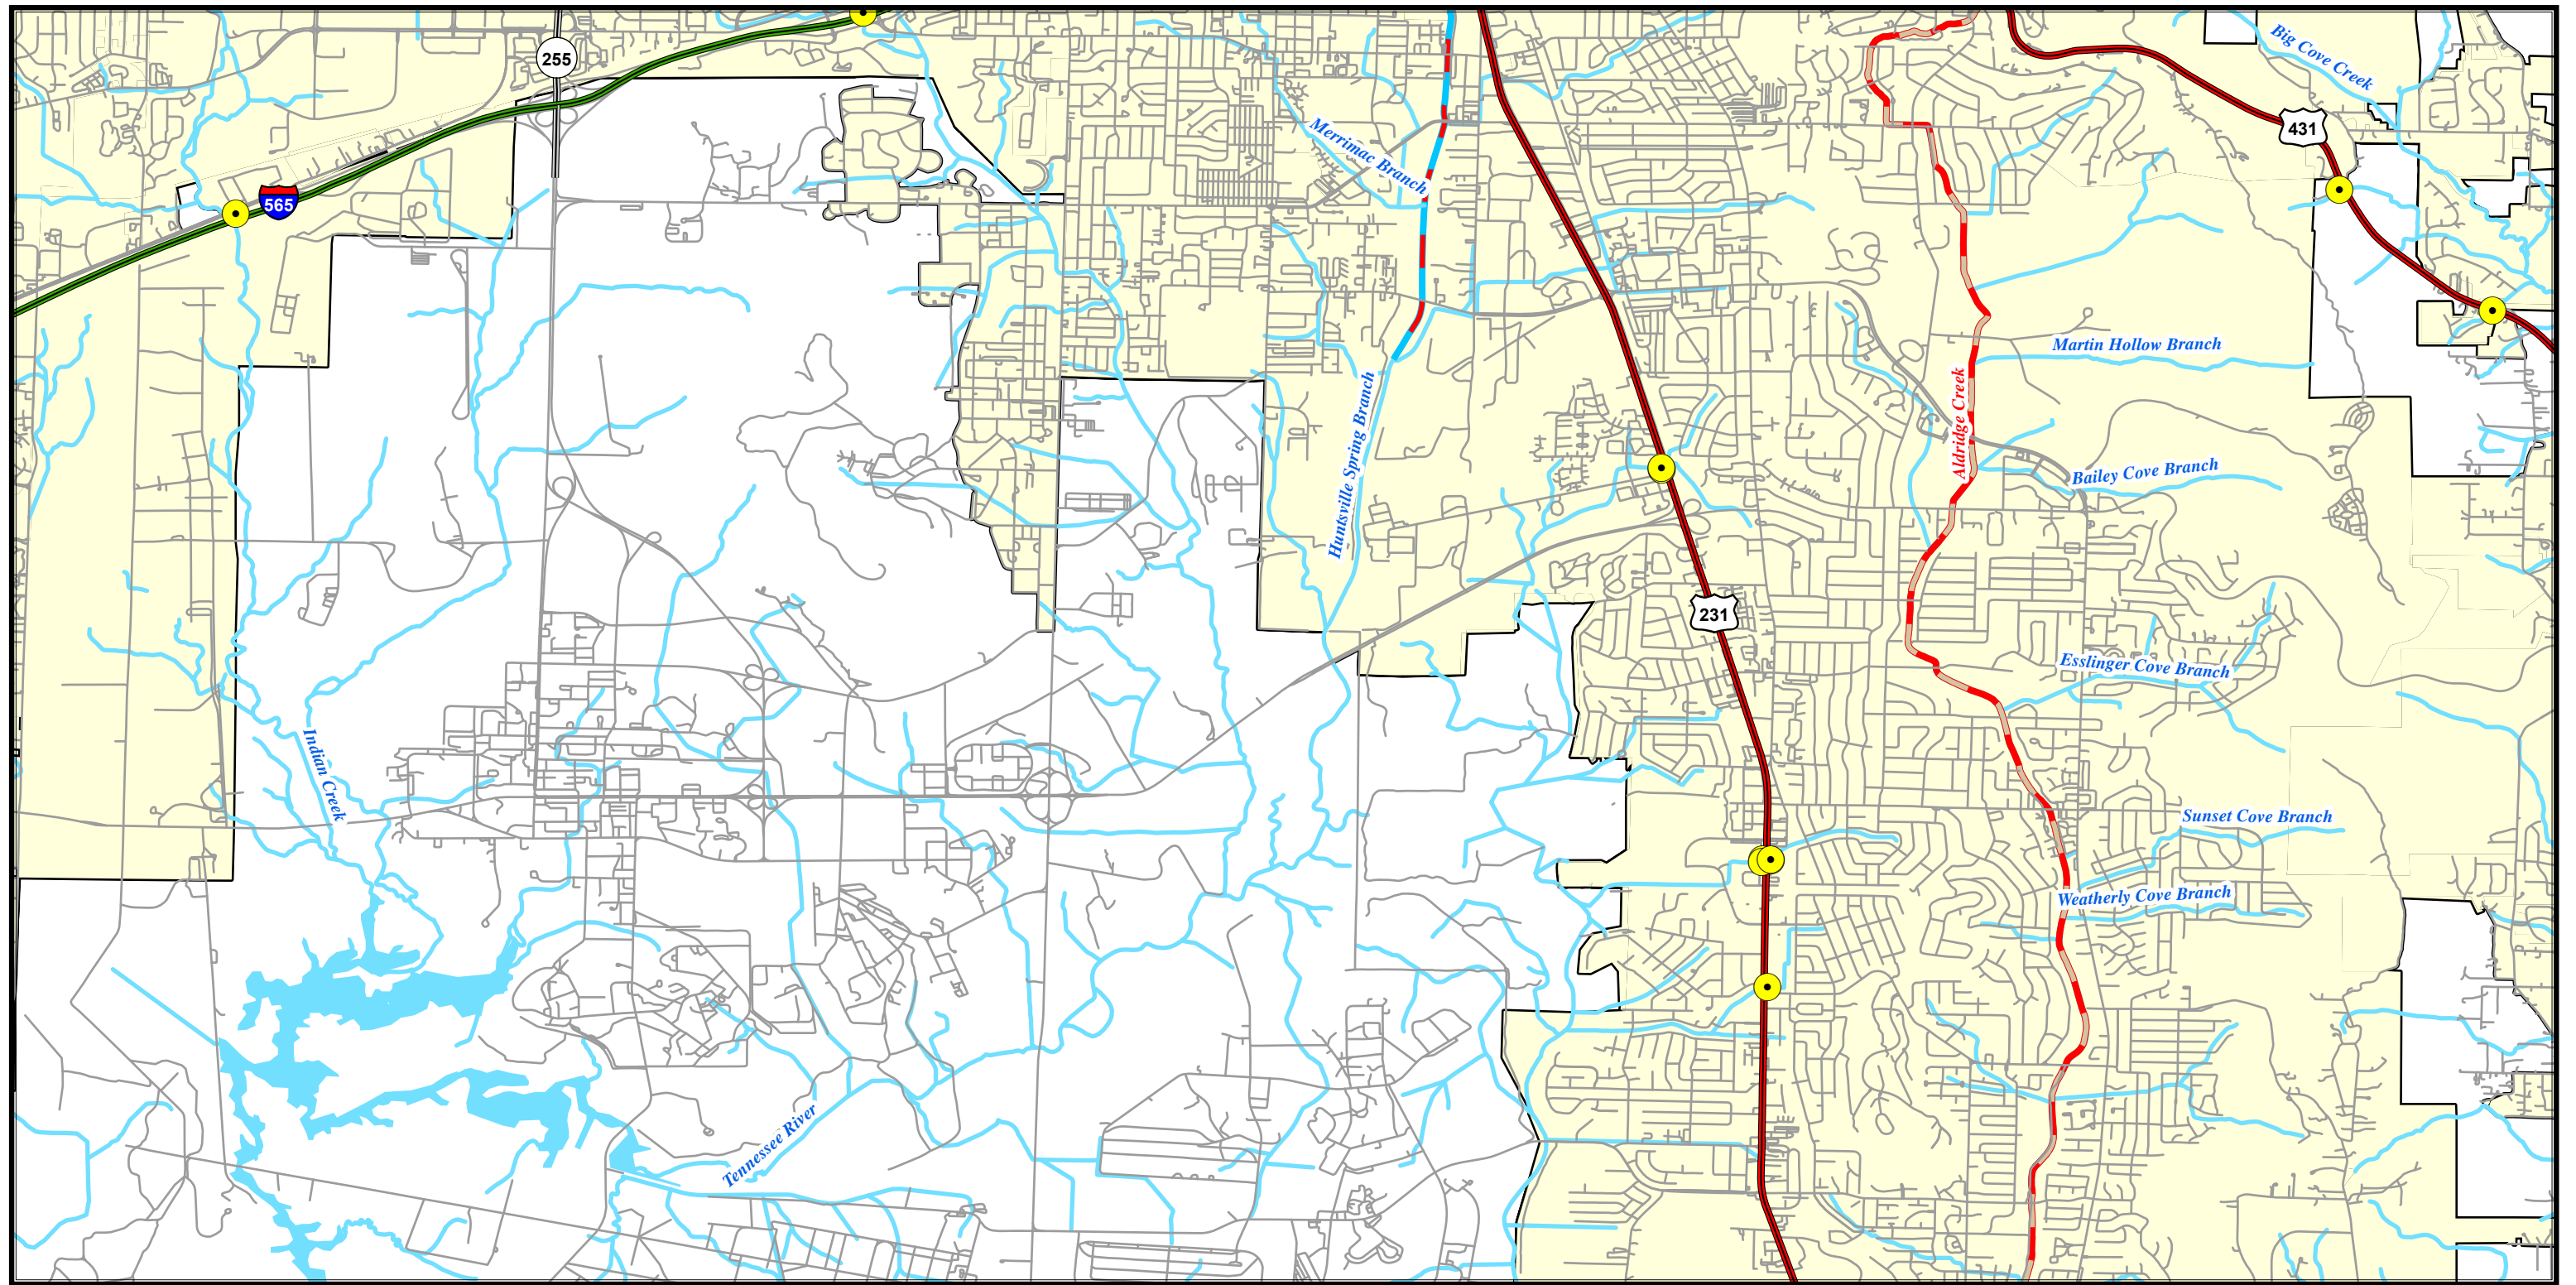 255
Big Cove Creek
431
Merrimac Branch
565
Martin Hollow Branch
Aldridge Creek
Huntsville Spring Branch
Bailey Cove Branch
231
Esslinger Cove Branch
Indian Creek
Sunset Cove Branch
Weatherly Cove Branch
Tennessee River